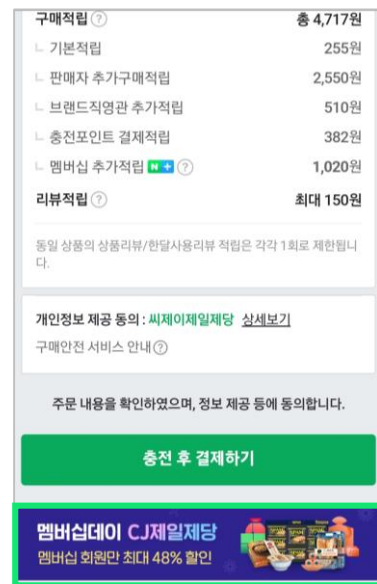 구매적립 ? 총 4,717원
ㄴ 기본적립 255원
ㄴ 판매자 추가구매적립 2,550원
ㄴ 브랜드직영관 추가적립 510원
ㄴ 충전포인트 결제적립 382원
ㄴ 멤버십 추가적립 N + ? 1,020원
리뷰적립 ? 최대 150원
동일 상품의 상품리뷰/한달사용리뷰 적립은 각각 1회로 제한됩니
다.
개인정보 제공 동의 : 씨제이제일제당 상세보기
구매안전 서비스 안내 ?
주문 내용을 확인하였으며, 정보 제공 등에 동의합니다.
충전 후 결제하기
멤버십데이 CJ제일제당
멤버십 회원만 최대 48% 할인